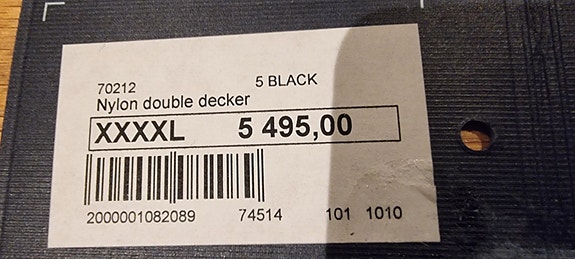 70212 5 BLACK
Nylon double decker
XXXXL 5 495,00
2000001082089 74514 101 1010